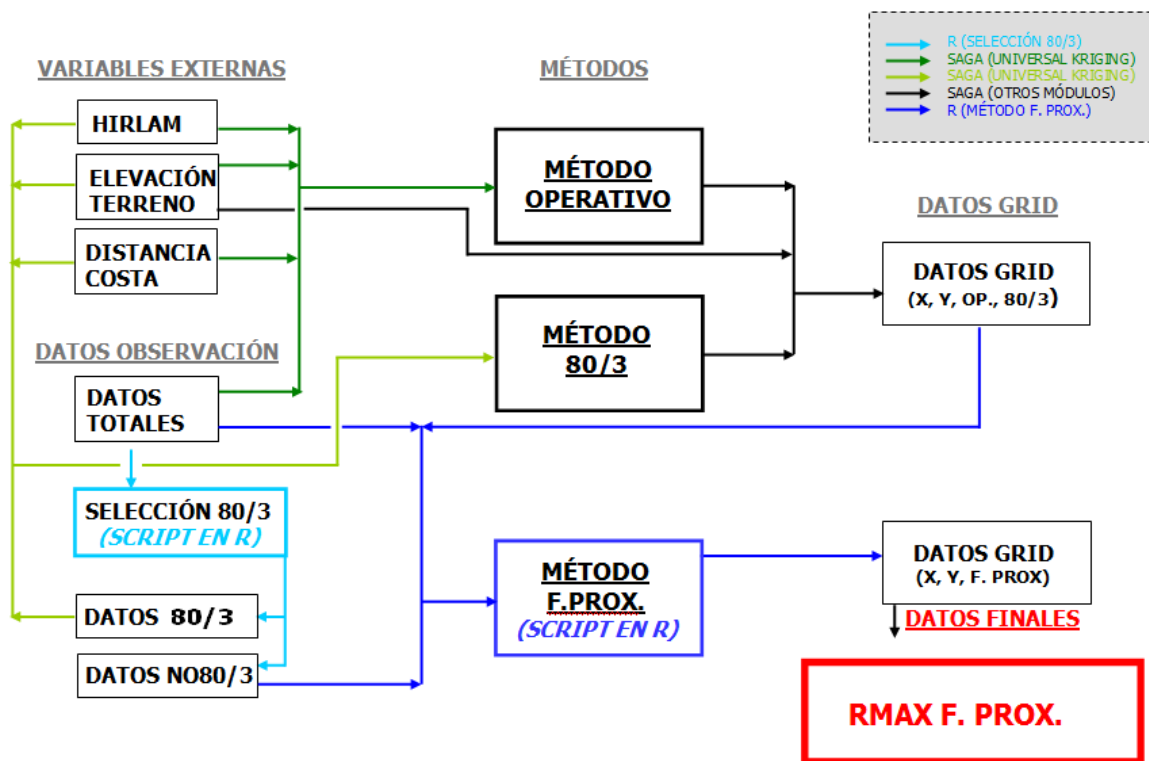 R (SELECCIÓN 80/3)
SAGA (UNIVERSAL KRIGING)
SAGA (UNIVERSAL KRIGING)
SAGA (OTROS MÓDULOS)
R (MÉTODO F. PROX.)
VARIABLES EXTERNAS
HIRLAM
ELEVACIÓN
TERRENO
DISTANCIA
COSTA
DATOS OBSERVACIÓN
DATOS
TOTALES
SELECCIÓN 80/3
(SCRIPT EN R)
DATOS 80/3
DATOS NO80/3
MÉTODOS
MÉTODO
OPERATIVO
MÉTODO
80/3
MÉTODO
F.PROX.
(SCRIPT EN R)
DATOS GRID
DATOS GRID
(X, Y, OP., 80/3)
DATOS GRID
(X, Y, F. PROX)
DATOS FINALES
RMAX F. PROX.